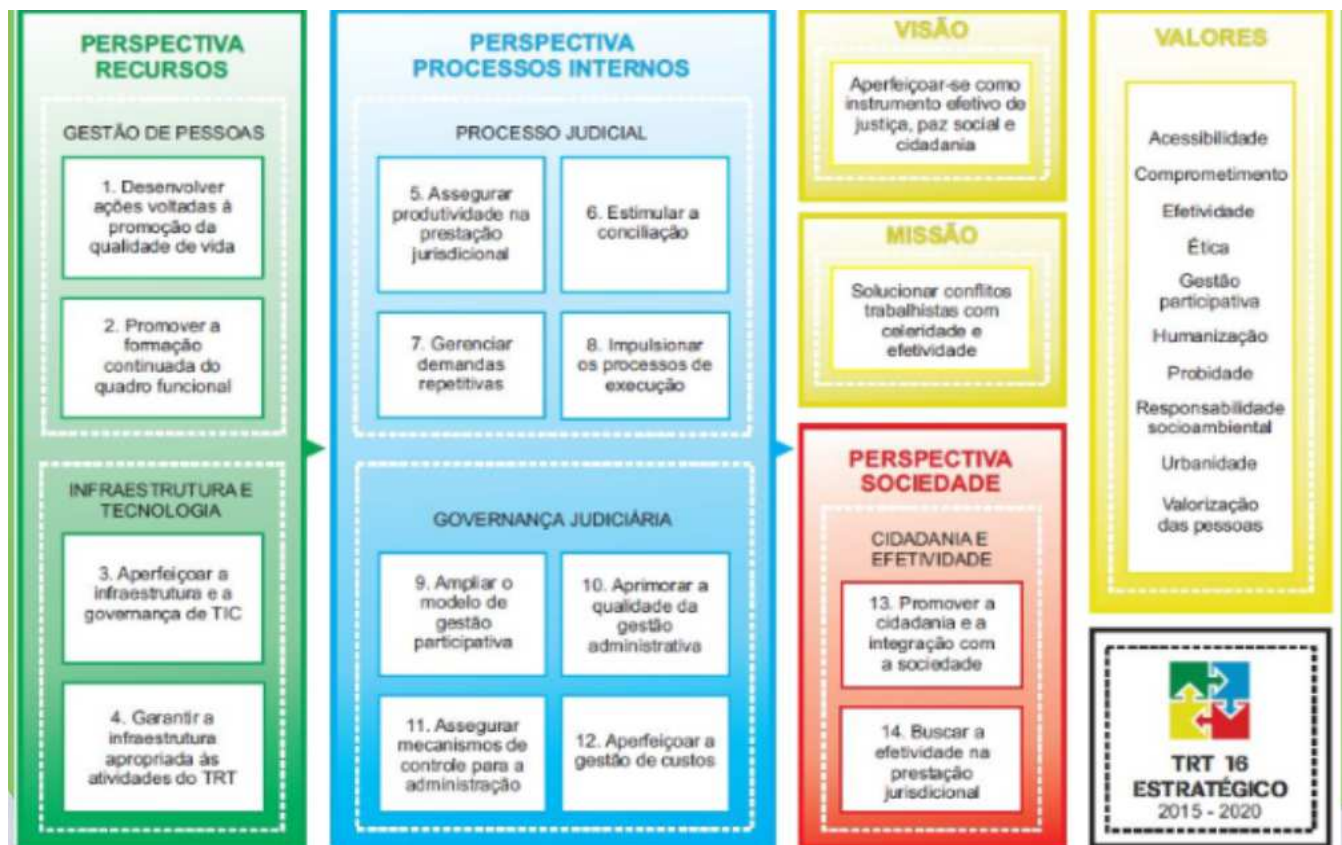 PERSPECTIVA
RECURSOS
GESTÃO DE PESSOAS
1. Desenvolver
ações voltadas à
promoção da
qualidade de vida
2. Promover a
formação
continuada do
quadro funcional
INFRAESTRUTURA E
TECNOLOGIA
3. Aperfeiçoar a
infraestrutura e a
governança de TIC
4. Garantir a
infraestrutura
apropriada às
atividades do TRT
PERSPECTIVA
PROCESSOS INTERNOS
PROCESSO JUDICIAL
5. Assegurar
produtividade na
prestação
jurisdicional
6. Estimular a
conciliação
7. Gerenciar
demandas
repetitivas
8. Impulsionar
os processos de
execução
GOVERNANÇA JUDICIÁRIA
9. Ampliar o
modelo de
gestão
participativa
10. Aprimorar a
qualidade da
gestão
administrativa
11. Assegurar
mecanismos de
controle para a
administração
12. Aperfeiçoar a
gestão de custos
VISÃO
Aperfeiçoar-se como
instrumento efetivo de
justiça, paz social e
cidadania
MISSÃO
Solucionar conflitos
trabalhistas com
celeridade e
efetividade
PERSPECTIVA
SOCIEDADE
CIDADANIA E
EFETIVIDADE
13. Promover a
cidadania e a
integração com
a sociedade
14. Buscar a
efetividade na
prestação
jurisdicional
VALORES
Acessibilidade
Comprometimento
Efetividade
Ética
Gestão
participativa
Humanização
Probidade
Responsabilidade
socioambiental
Urbanidade
Valorização
das pessoas
TRT 16
ESTRATÉGICO
2015 - 2020